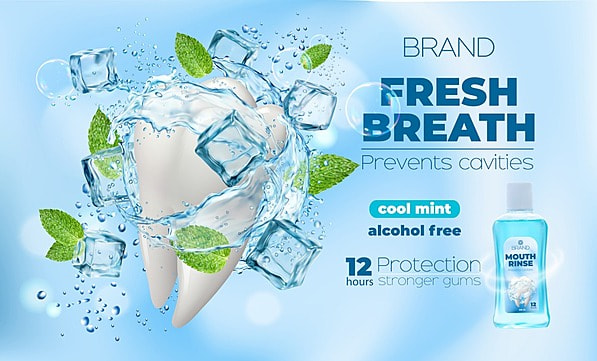 BRAND
FRESH
BREATH
Prevents cavities
cool mint
alcohol free
12 Protection
hours stronger gums
BRAND
MOUTH
RINSE
12